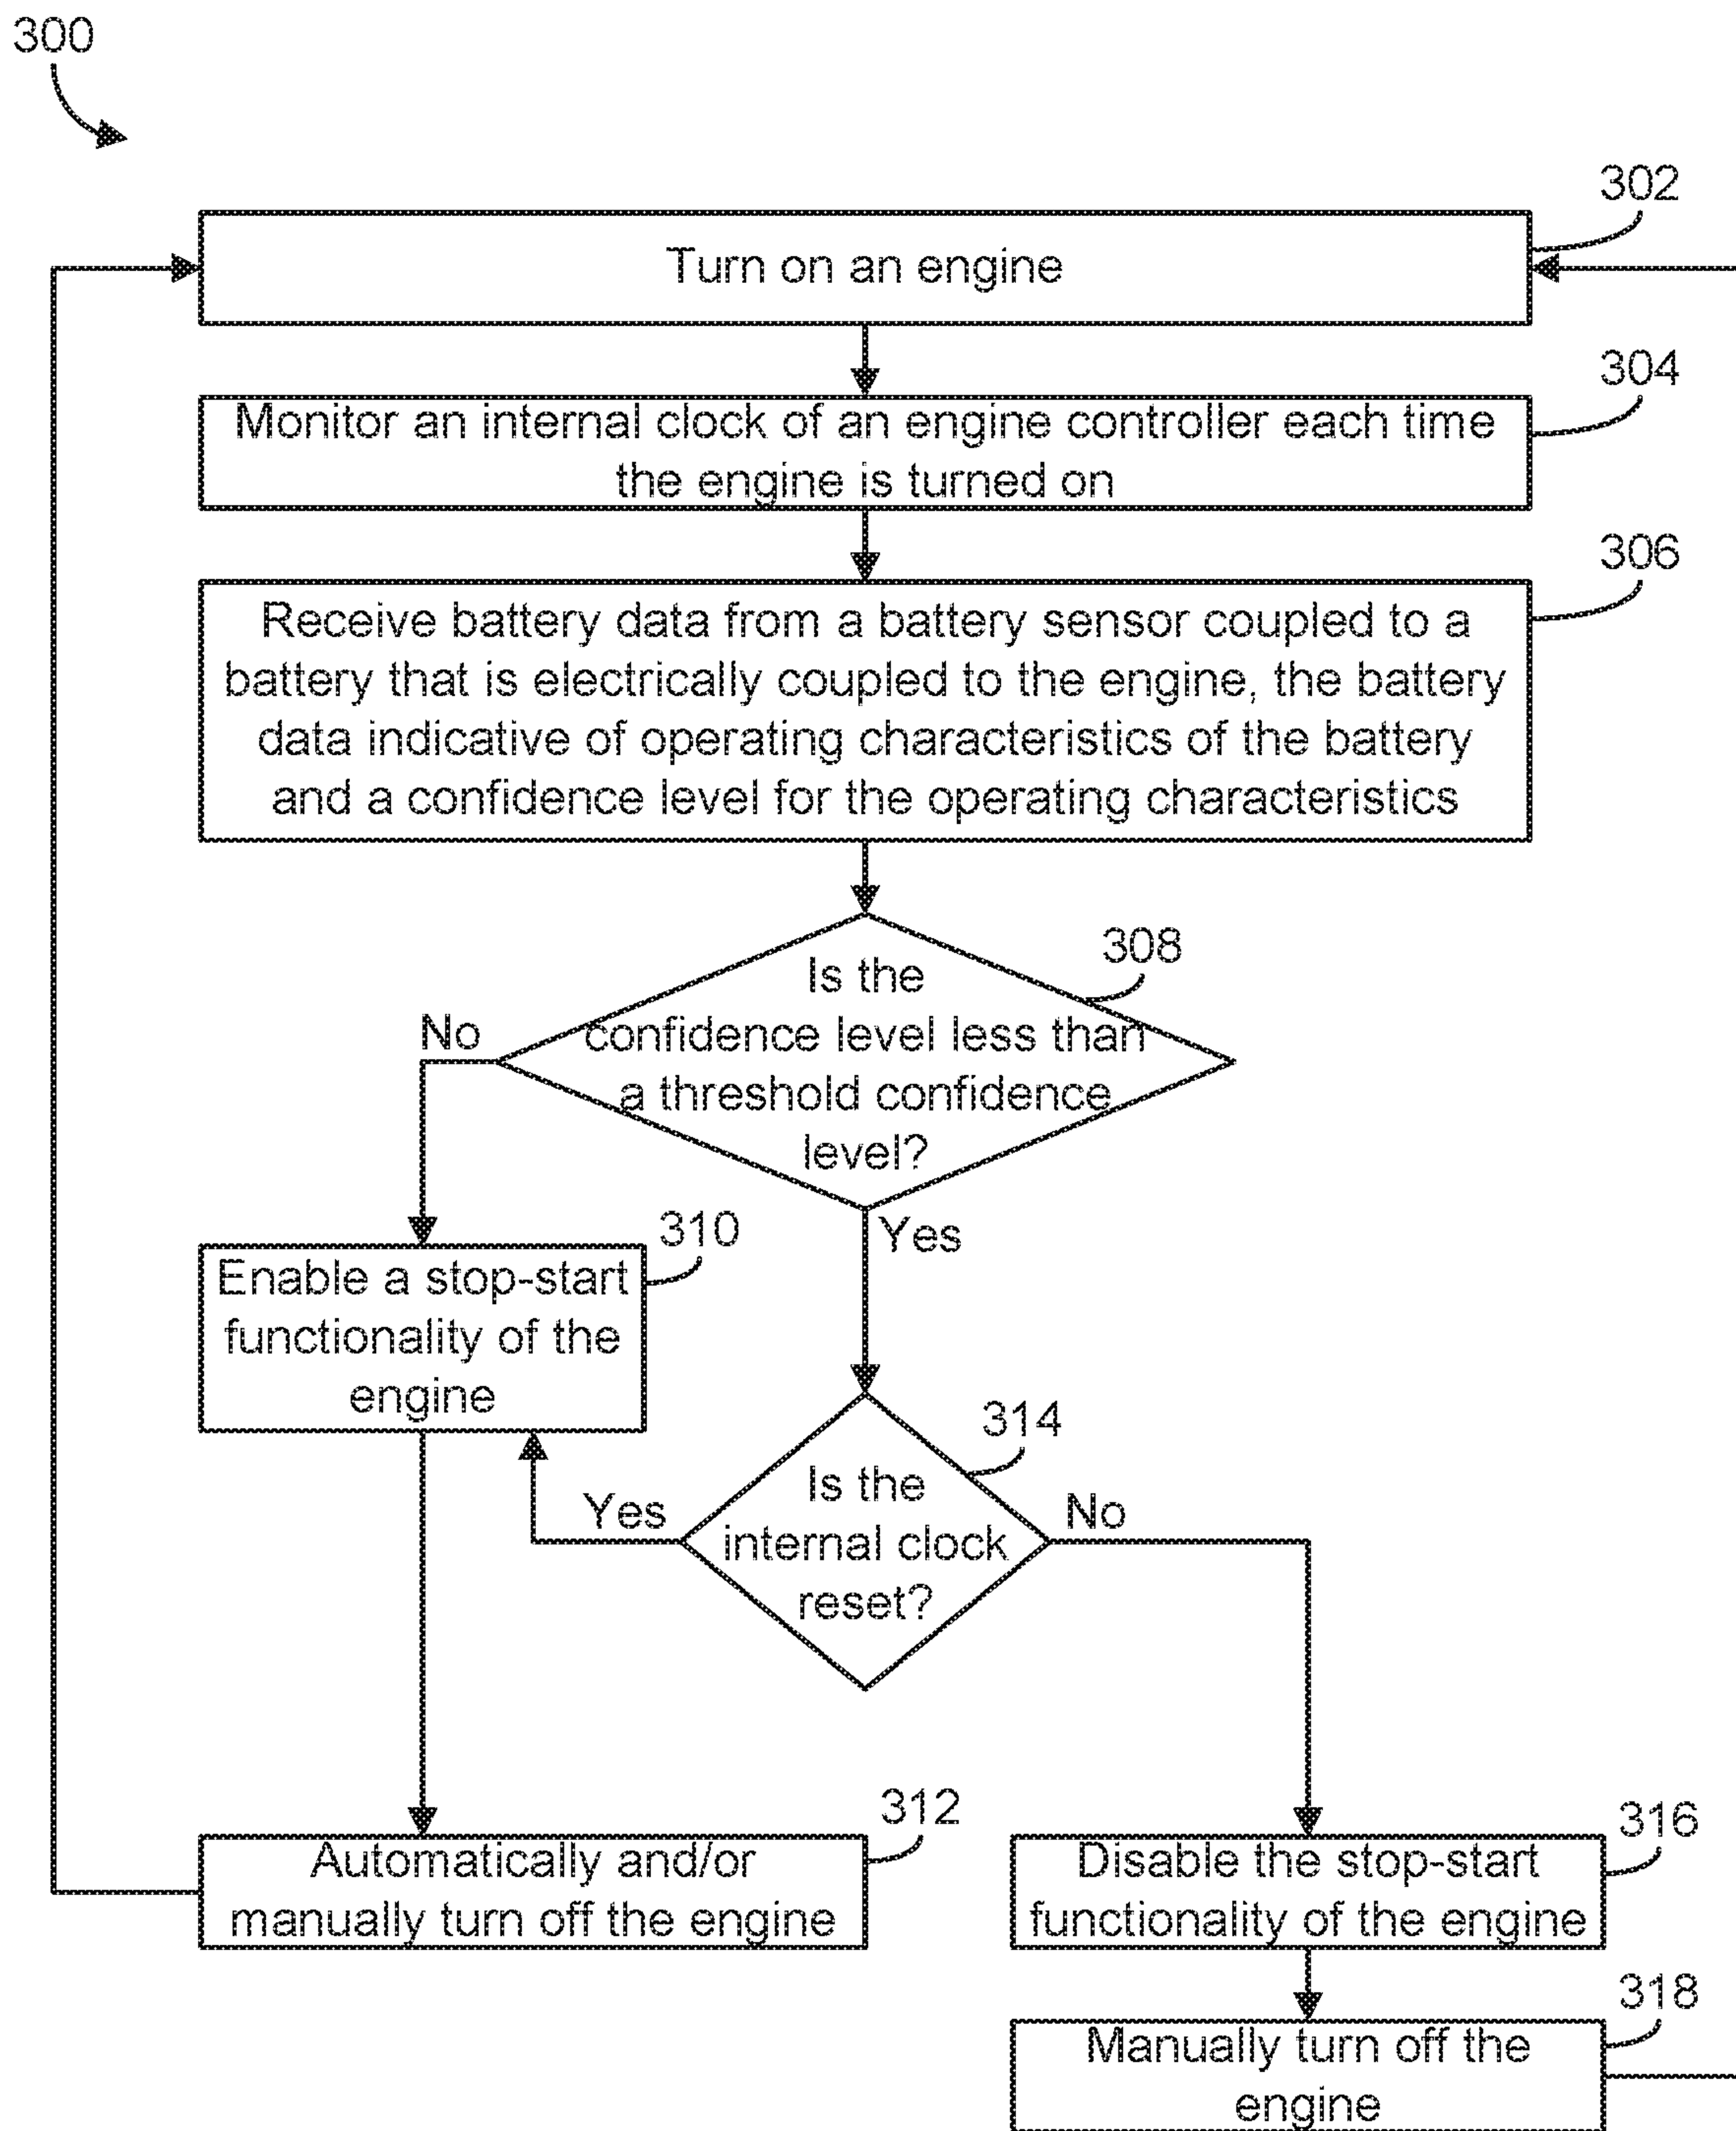 300
302
Turn on an engine
304
Monitor an internal clock of an engine controller each time
the engine is turned on
306
Receive battery data from a battery sensor coupled to a
battery that is electrically coupled to the engine, the battery
data indicative of operating characteristics of the battery
and a confidence level for the operating characteristics
308
Is the
confidence level less than
a threshold confidence
level?
No
Yes
310
Enable a stop-start
functionality of the
engine
314
Is the
internal clock
reset?
Yes
No
312
Automatically and/or
manually turn off the engine
316
Disable the stop-start
functionality of the engine
318
Manually turn off the
engine